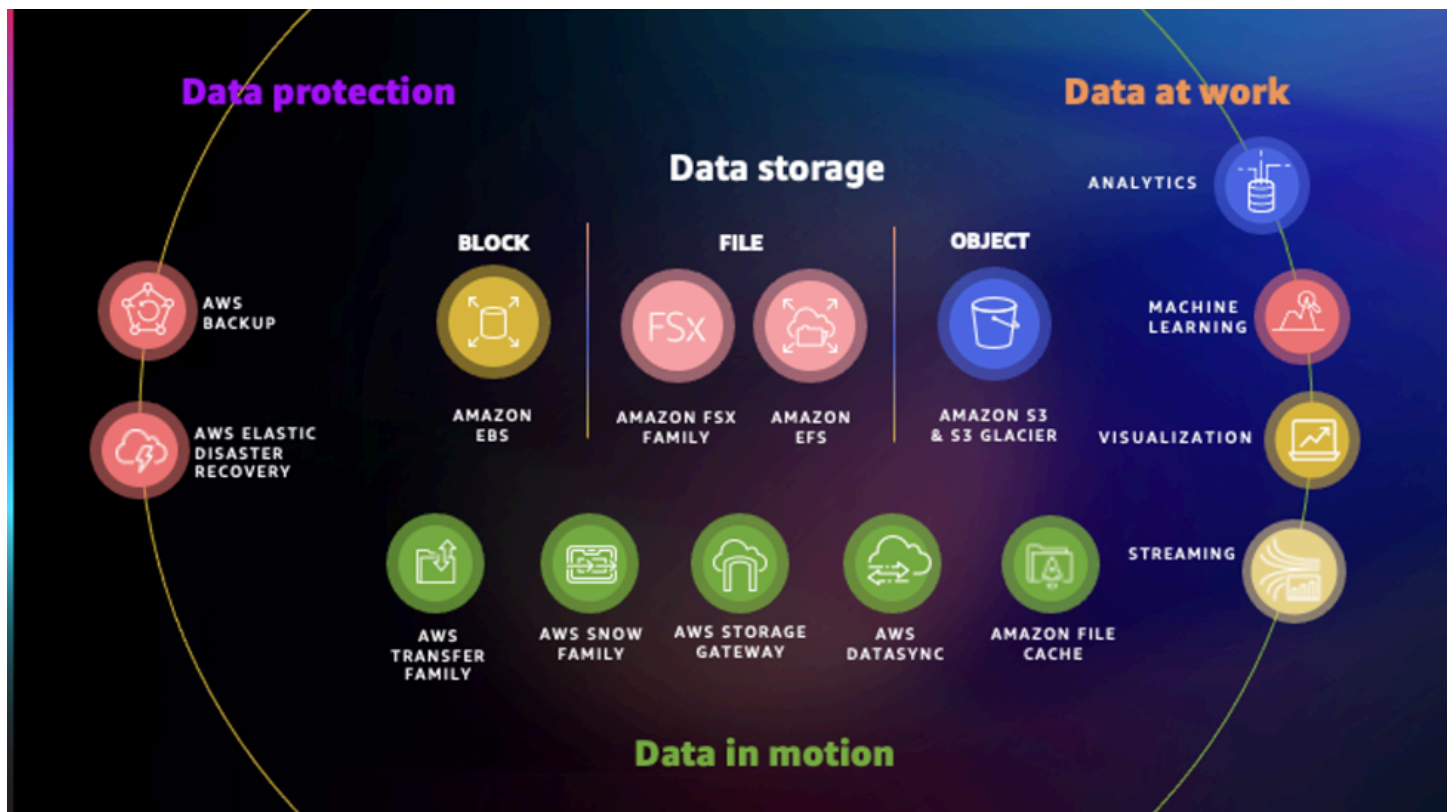 Data protection
Data at work
Data storage
ANALYTICS
BLOCK
FILE
OBJECT
AWS
BACKUP
FSx
MACHINE
LEARNING
AMAZON
EBS
AMAZON FSX
FAMILY
AMAZON
EFS
AMAZON S3
& S3 GLACIER
AWS ELASTIC
DISASTER
RECOVERY
VISUALIZATION
STREAMING
AWS
TRANSFER
FAMILY
AWS SNOW
FAMILY
AWS STORAGE
GATEWAY
AWS
DATASYNC
AMAZON FILE
CACHE
Data in motion